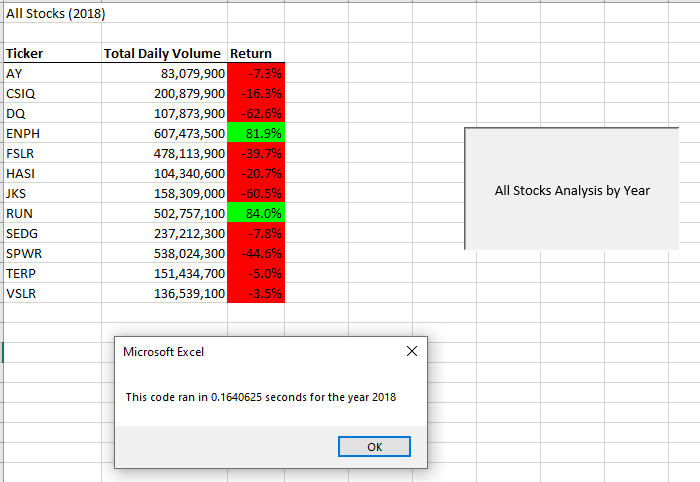 All Stocks (2018)
Ticker Total Daily Volume Return
AY 83,079,900 -7.3%
CSIQ 200,879,900 -16.3%
DQ 107,873,900 -62.6%
ENPH 607,473,500 81.9%
FSLR 478,113,900 -39.7%
HASI 104,340,600 -20.7%
JKS 158,309,000 -60.5%
RUN 502,757,100 84.0%
SEDG 237,212,300 -7.8%
SPWR 538,024,300 -44.6%
TERP 151,434,700 -5.0%
VSLR 136,539,100 -3.5%
All Stocks Analysis by Year
Microsoft Excel
This code ran in 0.1640625 seconds for the year 2018
OK